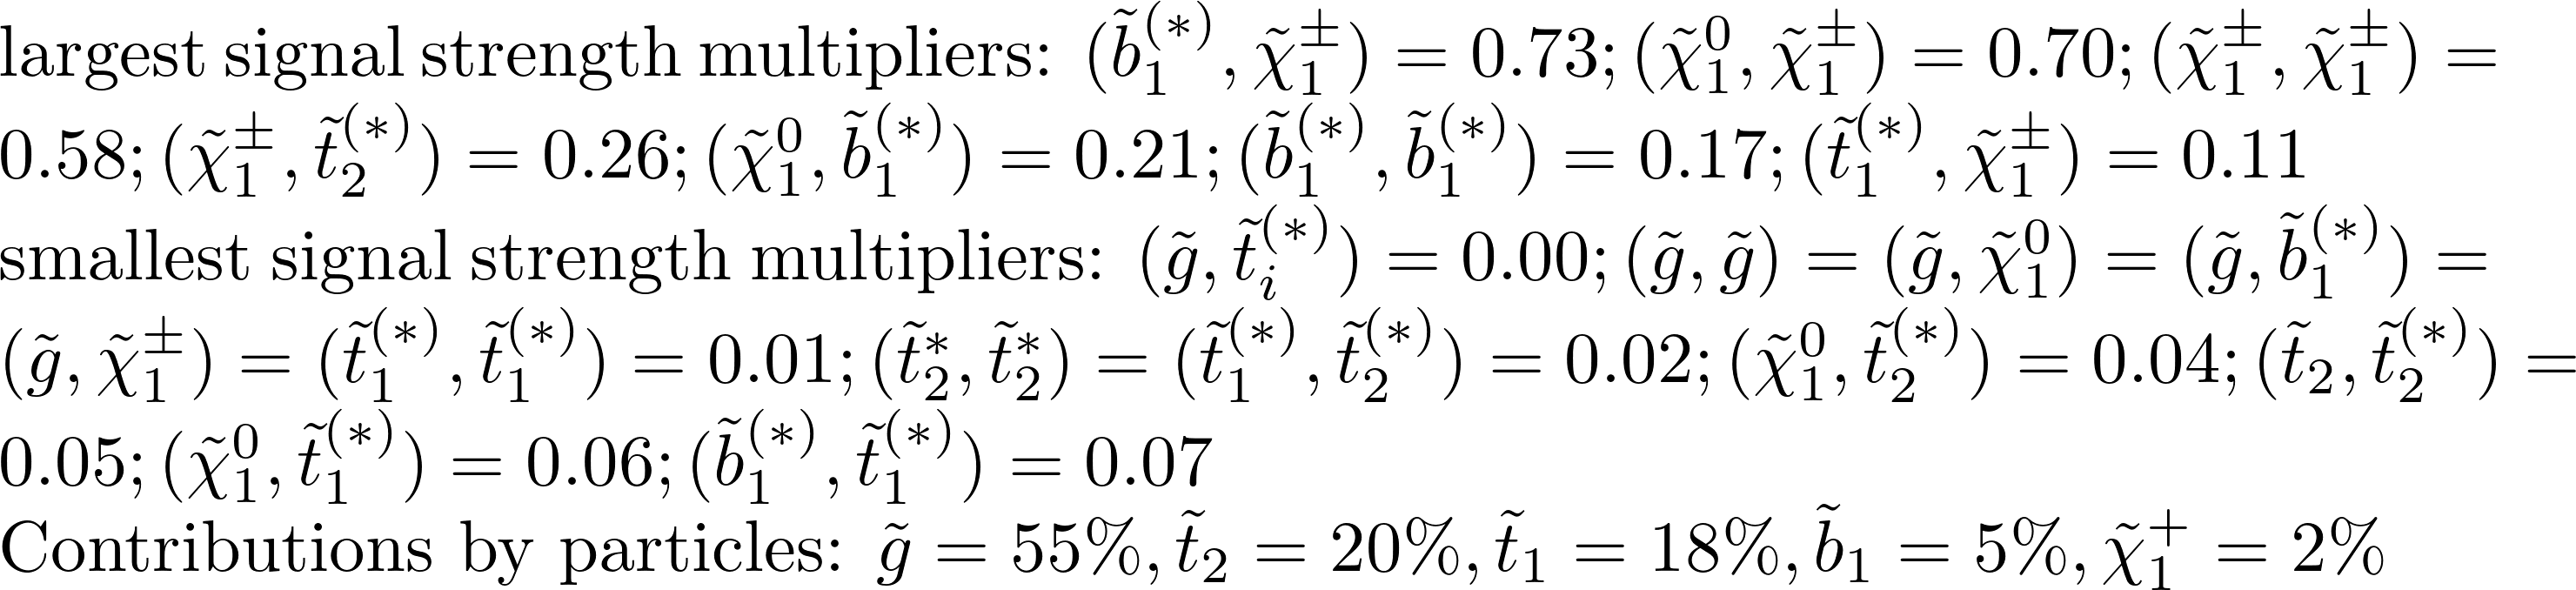 largest signal strength multipliers: (b̃₁⁽*⁾, χ̃₁^±) = 0.73; (χ̃₁⁰, χ̃₁^±) = 0.70; (χ̃₁^±, χ̃₁^±) =
0.58; (χ̃₁^±, t̃₂⁽*⁾) = 0.26; (χ̃₁⁰, b̃₁⁽*⁾) = 0.21; (b̃₁⁽*⁾, b̃₁⁽*⁾) = 0.17; (t̃₁⁽*⁾, χ̃₁^±) = 0.11
smallest signal strength multipliers: (g̃, t̃ᵢ⁽*⁾) = 0.00; (g̃, g̃) = (g̃, χ̃₁⁰) = (g̃, b̃₁⁽*⁾) =
(g̃, χ̃₁^±) = (t̃₁⁽*⁾, t̃₁⁽*⁾) = 0.01; (t̃₂*, t̃₂*) = (t̃₁⁽*⁾, t̃₂⁽*⁾) = 0.02; (χ̃₁⁰, t̃₂⁽*⁾) = 0.04; (t̃₂, t̃₂⁽*⁾) =
0.05; (χ̃₁⁰, t̃₁⁽*⁾) = 0.06; (b̃₁⁽*⁾, t̃₁⁽*⁾) = 0.07
Contributions by particles: g̃ = 55%, t̃₂ = 20%, t̃₁ = 18%, b̃₁ = 5%, χ̃₁⁺ = 2%